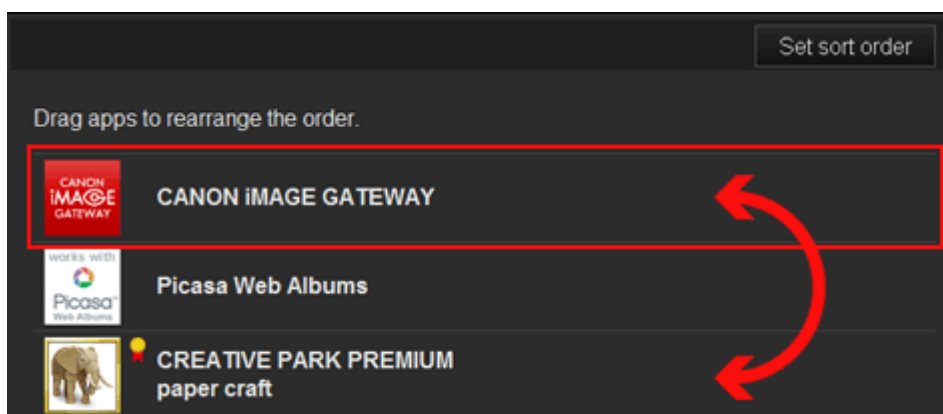 Set sort order
Drag apps to rearrange the order.
CANON
iMAGE
GATEWAY
CANON iMAGE GATEWAY
works with
Picasa™
Web Albums
Picasa Web Albums
CREATIVE PARK PREMIUM
paper craft